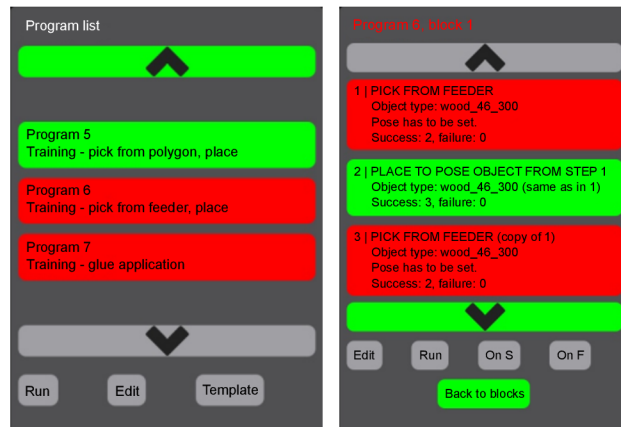 Program list
Program 5
Training - pick from polygon, place
Program 6
Training - pick from feeder, place
Program 7
Training - glue application
Run
Edit
Template
Program 6, block 1
1 | PICK FROM FEEDER
Object type: wood_46_300
Pose has to be set.
Success: 2, failure: 0
2 | PLACE TO POSE OBJECT FROM STEP 1
Object type: wood_46_300 (same as in 1)
Success: 3, failure: 0
3 | PICK FROM FEEDER (copy of 1)
Object type: wood_46_300
Pose has to be set.
Success: 2, failure: 0
Edit
Run
On S
On F
Back to blocks